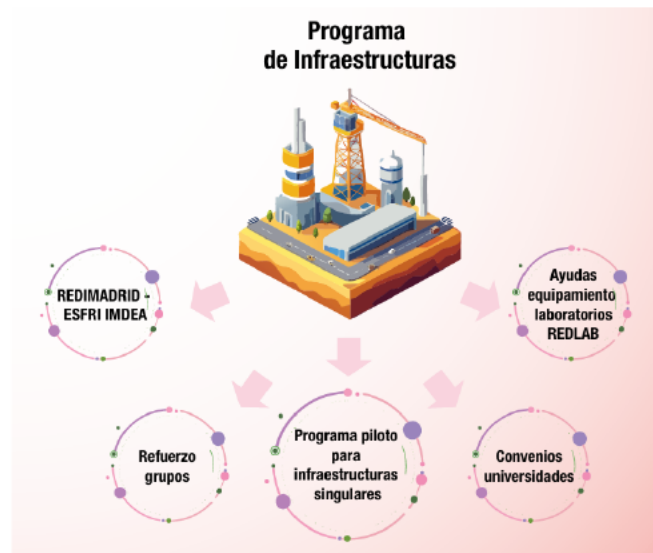 Programa
de Infraestructuras
REDIMADRID -
ESFRI IMDEA
Ayudas
equipamiento
laboratorios
REDLAB
Refuerzo
grupos
Programa piloto
para
infraestructuras
singulares
Convenios
universidades